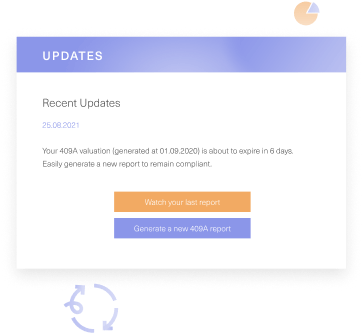 UPDATES
Recent Updates
25.08.2021
Your 409A valuation (generated at 01.09.2020) is about to expire in 6 days.
Easily generate a new report to remain compliant.
Watch your last report
Generate a new 409A report